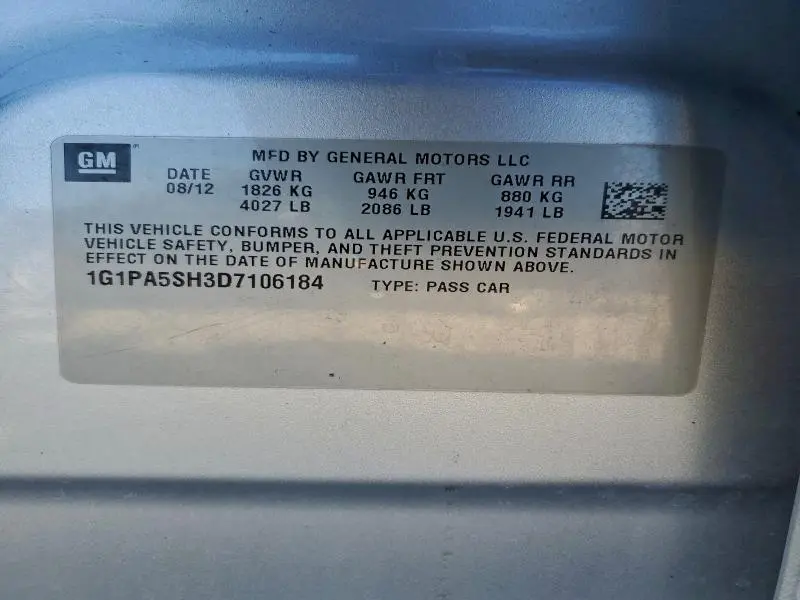 GM
MFD BY GENERAL MOTORS LLC
DATE GVWR GAWR FRT GAWR RR
08/12 1826 KG 946 KG 880 KG
4027 LB 2086 LB 1941 LB
THIS VEHICLE CONFORMS TO ALL APPLICABLE U.S. FEDERAL MOTOR
VEHICLE SAFETY, BUMPER, AND THEFT PREVENTION STANDARDS IN
EFFECT ON THE DATE OF MANUFACTURE SHOWN ABOVE.
1G1PA5SH3D7106184 TYPE: PASS CAR